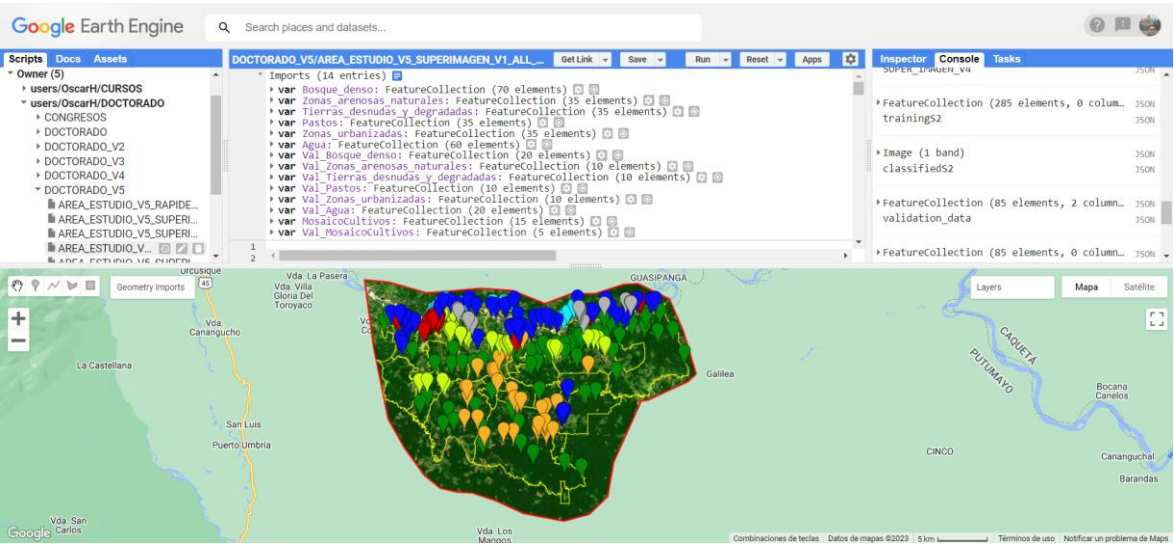 Google Earth Engine
Search places and datasets...
Scripts Docs Assets
Owner (5)
users/OscarH/CURSOS
users/OscarH/DOCTORADO
CONGRESOS
DOCTORADO
DOCTORADO_V2
DOCTORADO_V3
DOCTORADO_V4
DOCTORADO_V5
AREA_ESTUDIO_V5_RAPIDE...
AREA_ESTUDIO_V5_SUPERI...
AREA_ESTUDIO_V5_SUPERI...
AREA_ESTUDIO_V...
AREA_ESTUDIO_V5_SUPERI...
DOCTORADO_V5/AREA_ESTUDIO_V5_SUPERIMAGEN_V1_ALL_...
Get Link Save Run Reset Apps
Imports (14 entries)
var Bosque_denso: FeatureCollection (70 elements)
var Zonas_arenosas_naturales: FeatureCollection (35 elements)
var Tierras_desnudas_y_degradadas: FeatureCollection (35 elements)
var Pastos: FeatureCollection (35 elements)
var Zonas_urbanizadas: FeatureCollection (35 elements)
var Agua: FeatureCollection (60 elements)
var Val_Bosque_denso: FeatureCollection (20 elements)
var Val_Zonas_arenosas_naturales: FeatureCollection (10 elements)
var Val_Tierras_desnudas_y_degradadas: FeatureCollection (10 elements)
var Val_Pastos: FeatureCollection (10 elements)
var Val_Zonas_urbanizadas: FeatureCollection (10 elements)
var Val_Agua: FeatureCollection (20 elements)
var MosaicoCultivos: FeatureCollection (15 elements)
var Val_MosaicoCultivos: FeatureCollection (5 elements)
1
2
Inspector Console Tasks
SUPER_IMAGEN_V4 JSON
FeatureCollection (285 elements, 0 colum... JSON
trainingS2 JSON
Image (1 band) JSON
classifiedS2 JSON
FeatureCollection (85 elements, 2 column... JSON
validation_data JSON
FeatureCollection (85 elements, 0 column... JSON
Geometry Imports
Layers
Mapa Satélite
+
−
Urcusique
45
Vda. La Pasera
Vda. Villa
Gloria Del
Toroyaco
GUASIPANGA
Vda.
Canangucho
La Castellana
Galilea
CAQUETÁ
PUTUMAYO
Bocana
Canelos
San Luis
Puerto Umbria
CINCO
Cananguchal
Barandas
Vda. San
Carlos
Vda. Los
Mangos
Google
Combinaciones de teclas Datos de mapas ©2023 5 km Términos de uso Notificar un problema de Maps